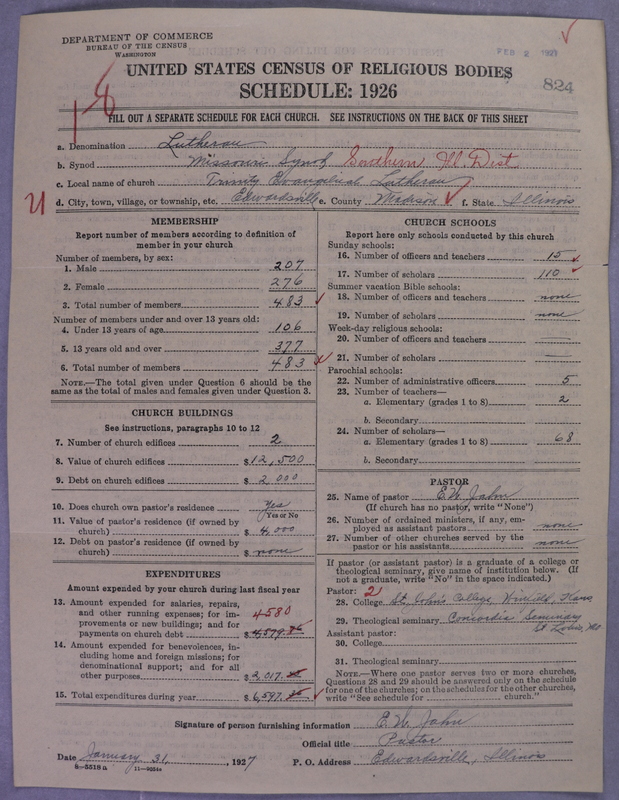 DEPARTMENT OF COMMERCE
BUREAU OF THE CENSUS
WASHINGTON
FEB 2 1927
824
UNITED STATES CENSUS OF RELIGIOUS BODIES
SCHEDULE: 1926
1-8
FILL OUT A SEPARATE SCHEDULE FOR EACH CHURCH. SEE INSTRUCTIONS ON THE BACK OF THIS SHEET
a. Denomination Lutheran
b. Synod Missouri Synod Southern Ill Dist
c. Local name of church Trinity Evangelical Lutheran
d. City, town, village, or township, etc. Edwardsville e. County Madison f. State Illinois
MEMBERSHIP
Report number of members according to definition of member in your church
Number of members, by sex:
1. Male 207
2. Female 276
3. Total number of members 483
Number of members under and over 13 years old:
4. Under 13 years of age 106
5. 13 years old and over 377
6. Total number of members 483
NOTE.—The total given under Question 6 should be the same as the total of males and females given under Question 3.
CHURCH BUILDINGS
See instructions, paragraphs 10 to 12
7. Number of church edifices 2
8. Value of church edifices $12,500
9. Debt on church edifices $2,000
10. Does church own pastor's residence Yes
Yes or No
11. Value of pastor's residence (if owned by church) $4,000
12. Debt on pastor's residence (if owned by church) $none
EXPENDITURES
Amount expended by your church during last fiscal year
13. Amount expended for salaries, repairs, and other running expenses; for improvements or new buildings; and for payments on church debt 4580 $4,579.
14. Amount expended for benevolences, including home and foreign missions; for denominational support; and for all other purposes $2,017.
15. Total expenditures during year $6,597.
CHURCH SCHOOLS
Report here only schools conducted by this church
Sunday schools:
16. Number of officers and teachers 15
17. Number of scholars 110
Summer vacation Bible schools:
18. Number of officers and teachers none
19. Number of scholars none
Week-day religious schools:
20. Number of officers and teachers —
21. Number of scholars —
Parochial schools:
22. Number of administrative officers 5
23. Number of teachers—
a. Elementary (grades 1 to 8) 2
b. Secondary
24. Number of scholars—
a. Elementary (grades 1 to 8) 68
b. Secondary
PASTOR
25. Name of pastor E.W. Jahn
(If church has no pastor, write "None")
26. Number of ordained ministers, if any, employed as assistant pastors none
27. Number of other churches served by the pastor or his assistants none
If pastor (or assistant pastor) is a graduate of a college or theological seminary, give name of institution below. (If not a graduate, write "No" in the space indicated.)
Pastor: 2
28. College St. John's College, Winfield, Kans
29. Theological seminary Concordia Seminary St Louis, Mo
Assistant pastor:
30. College
31. Theological seminary
NOTE.—Where one pastor serves two or more churches, Questions 28 and 29 should be answered only on the schedule for one of the churches; on the schedules for the other churches, write "See schedule for church."
Signature of person furnishing information E.W. Jahn
Official title Pastor
Date January 31, 1927 P. O. Address Edwardsville, Illinois
8-5518a 11-9034